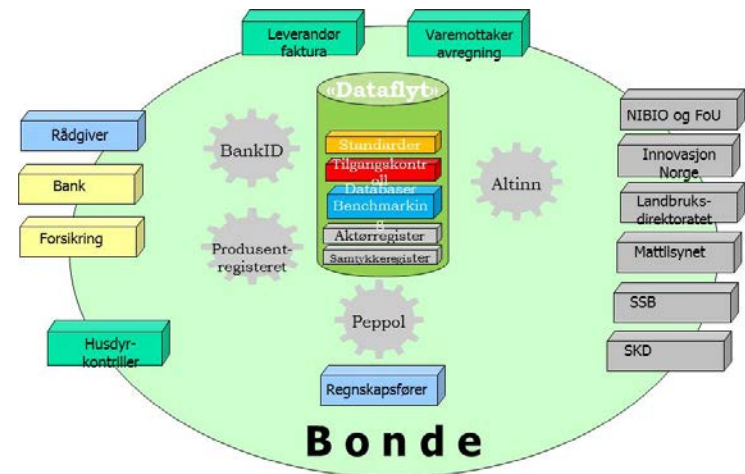 Leverandør
faktura
Varemottaker
avregning
«Dataflyt»
Standarder
Tilgangskontr
oll
Databaser
Benchmarkin
g
Aktørregister
Samtykkeregister
BankID
Altinn
Produsent-
registeret
Peppol
Rådgiver
Bank
Forsikring
Husdyr-
kontriller
Regnskapsfører
NIBIO og FoU
Innovasjon
Norge
Landbruks-
direktoratet
Mattilsynet
SSB
SKD
Bonde